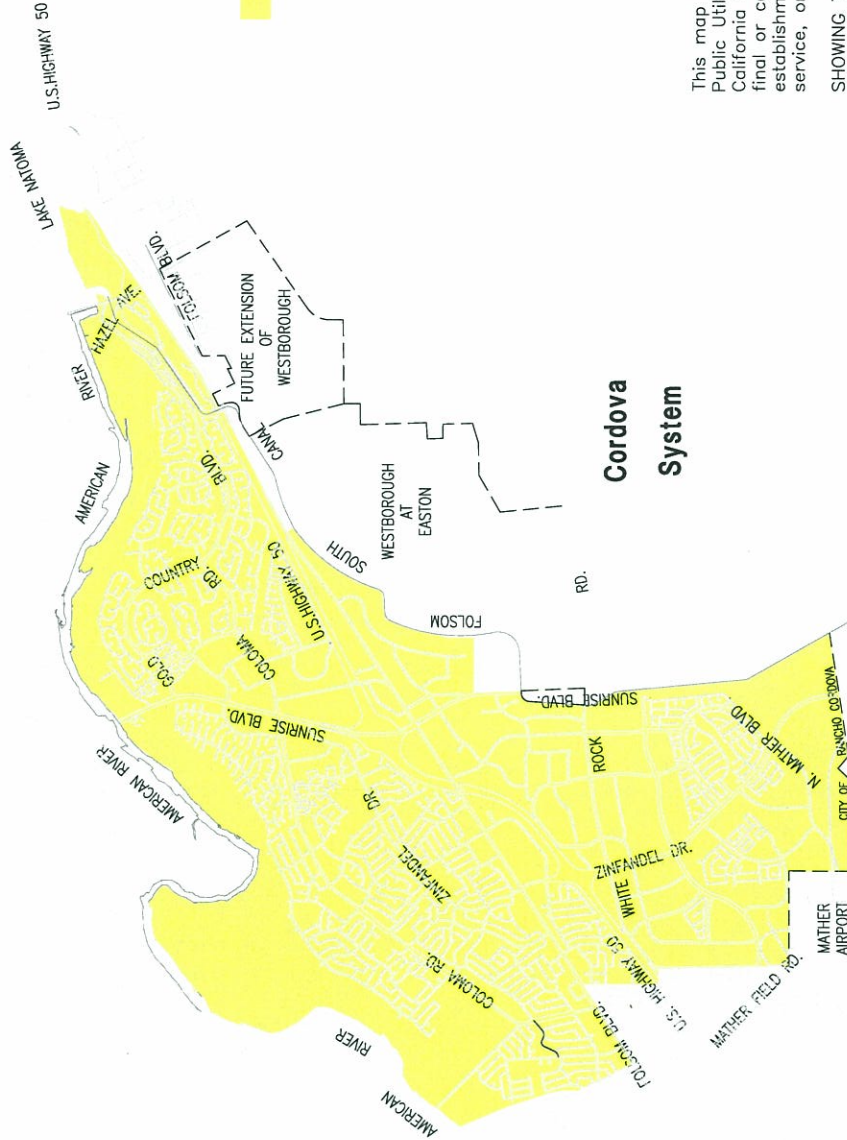 U.S.HIGHWAY 50
LAKE NATOMA
HAZEL AVE.
RIVER
AMERICAN
FOLSOM BLVD.
FUTURE EXTENSION
OF
WESTBOROUGH
CANAL
BLVD.
COUNTRY
RD.
U.S.HIGHWAY 50
SOUTH
WESTBOROUGH
AT
EASTON
GOLD
COLOMA
FOLSOM
RD.
Cordova
System
AMERICAN RIVER
SUNRISE BLVD.
SUNRISE BLVD.
DR.
ZINFANDEL
ROCK
WHITE
ZINFANDEL DR.
N. MATHER BLVD
CITY OF RANCHO CORDOVA
COLOMA RD.
U.S. HIGHWAY 50
FOLSOM BLVD.
MATHER FIELD RD.
MATHER
AIRPORT
RIVER
AMERICAN
This map
Public Util
California
final or c
establishm
service, o
SHOWING